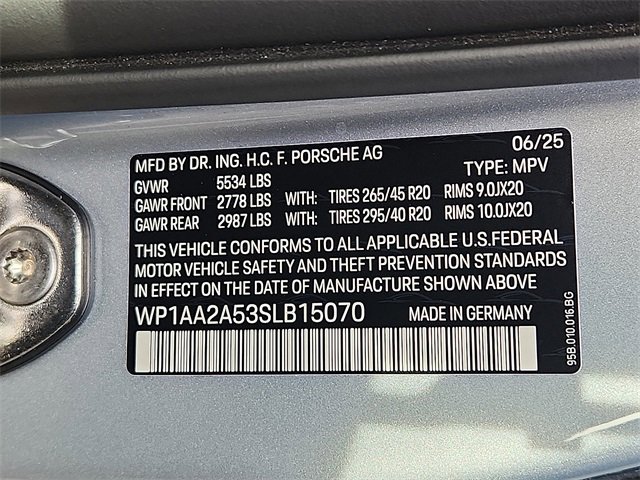 MFD BY DR. ING. H.C. F. PORSCHE AG 06/25
GVWR 5534 LBS TYPE: MPV
GAWR FRONT 2778 LBS WITH: TIRES 265/45 R20 RIMS 9.0JX20
GAWR REAR 2987 LBS WITH: TIRES 295/40 R20 RIMS 10.0JX20
THIS VEHICLE CONFORMS TO ALL APPLICABLE U.S.FEDERAL
MOTOR VEHICLE SAFETY AND THEFT PREVENTION STANDARDS
IN EFFECT ON THE DATE OF MANUFACTURE SHOWN ABOVE
WP1AA2A53SLB15070 MADE IN GERMANY
95B.010.016.BG